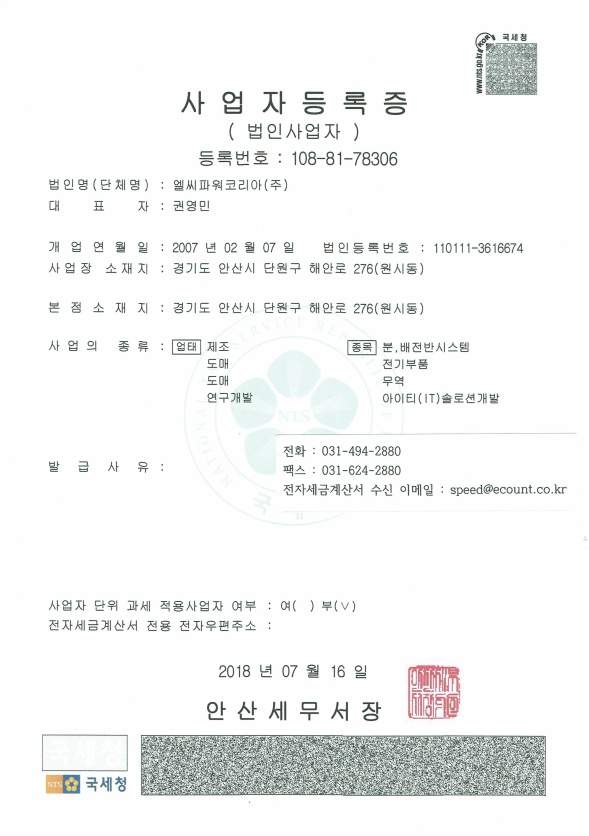 국세청
www.nts.go.kr
사업자등록증
( 법인사업자 )
등록번호 : 108-81-78306
법인명(단체명) : 엘씨파워코리아(주)
대 표 자 : 권영민
개 업 연 월 일 : 2007 년 02 월 07 일 법인등록번호 : 110111-3616674
사업장 소재지 : 경기도 안산시 단원구 해안로 276(원시동)
본 점 소 재 지 : 경기도 안산시 단원구 해안로 276(원시동)
사 업 의 종 류 : 업태 제조 종목 분,배전반시스템
도매 전기부품
도매 무역
연구개발 아이티(IT)솔로션개발
NTS
전화 : 031-494-2880
발 급 사 유 : 팩스 : 031-624-2880
전자세금계산서 수신 이메일 : speed@ecount.co.kr
사업자 단위 과세 적용사업자 여부 : 여( ) 부(∨)
전자세금계산서 전용 전자우편주소 :
2018 년 07 월 16 일
안 산 세 무 서 장
국세청
NTS 국세청